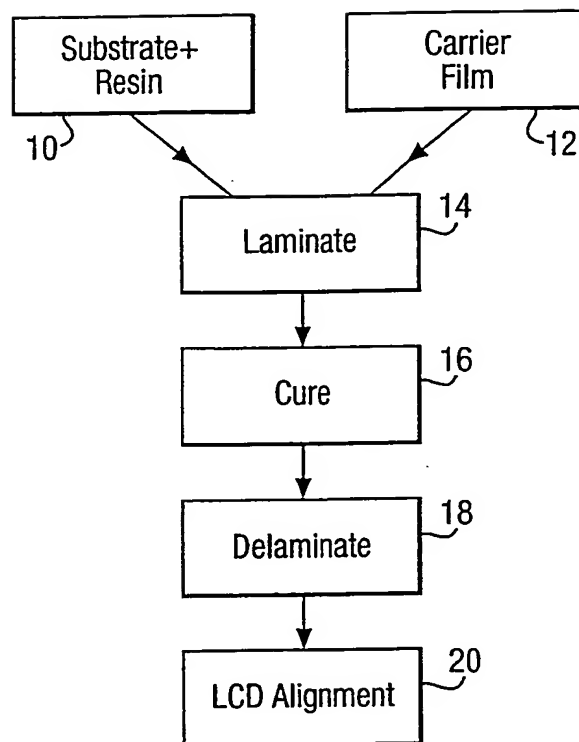 Substrate+
Resin
10
Carrier
Film
12
Laminate
14
Cure
16
Delaminate
18
LCD Alignment
20